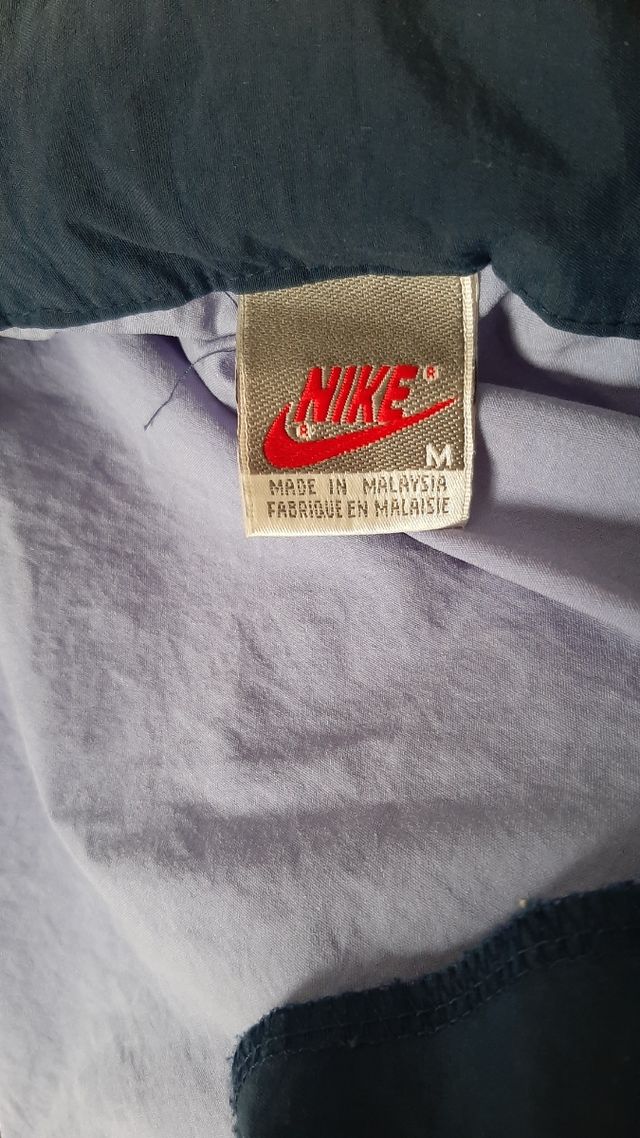 NIKE®
®
M
MADE IN MALAYSIA
FABRIQUE EN MALAISIE